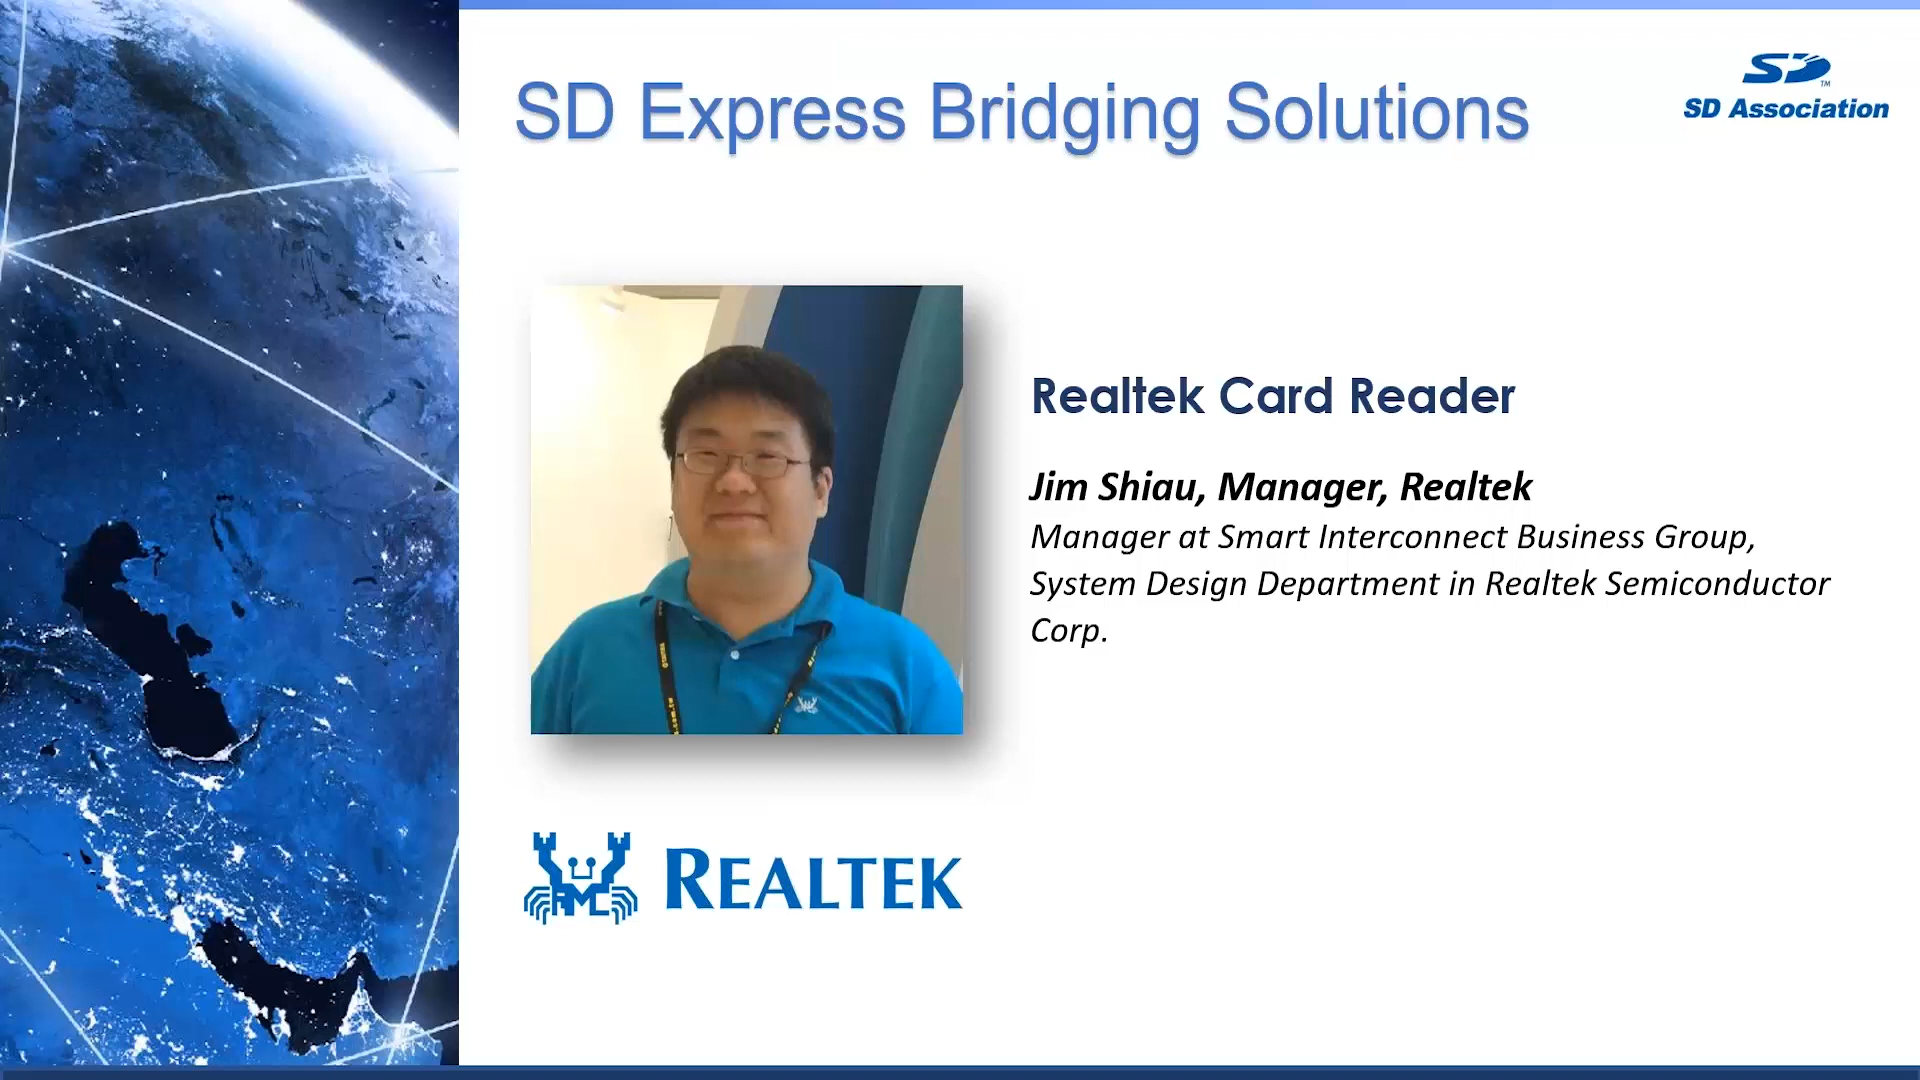 SD Express Bridging Solutions
SD
™
SD Association
Realtek Card Reader
Jim Shiau, Manager, Realtek
Manager at Smart Interconnect Business Group,
System Design Department in Realtek Semiconductor
Corp.
REALTEK